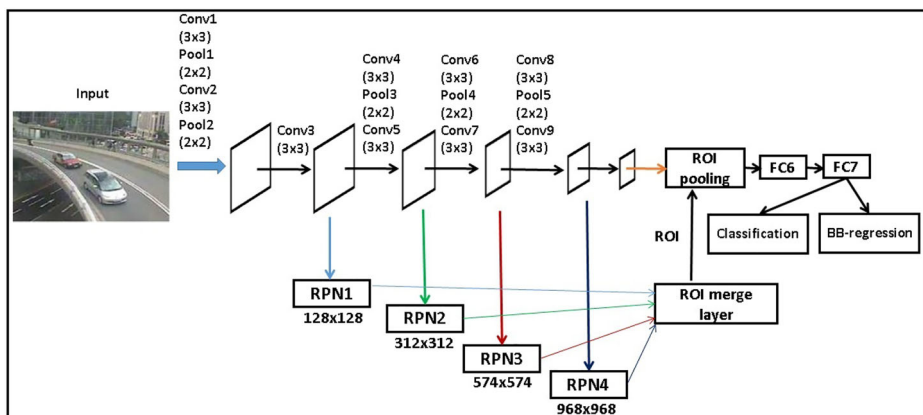 Input
Conv1
(3x3)
Pool1
(2x2)
Conv2
(3x3)
Pool2
(2x2)
Conv3
(3x3)
Conv4
(3x3)
Pool3
(2x2)
Conv5
(3x3)
Conv6
(3x3)
Pool4
(2x2)
Conv7
(3x3)
Conv8
(3x3)
Pool5
(2x2)
Conv9
(3x3)
ROI
pooling
FC6
FC7
Classification
BB-regression
ROI
ROI merge
layer
RPN1
128x128
RPN2
312x312
RPN3
574x574
RPN4
968x968